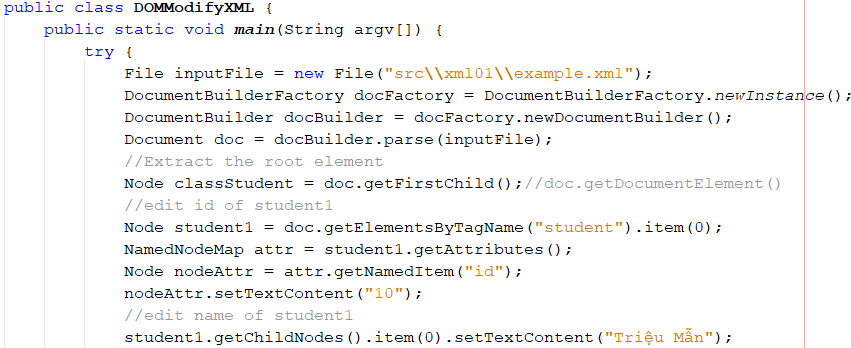 public class DOMModifyXML {
public static void main(String argv[]) {
try {
File inputFile = new File("src\\xml01\\example.xml");
DocumentBuilderFactory docFactory = DocumentBuilderFactory.newInstance();
DocumentBuilder docBuilder = docFactory.newDocumentBuilder();
Document doc = docBuilder.parse(inputFile);
//Extract the root element
Node classStudent = doc.getFirstChild();//doc.getDocumentElement()
//edit id of student1
Node student1 = doc.getElementsByTagName("student").item(0);
NamedNodeMap attr = student1.getAttributes();
Node nodeAttr = attr.getNamedItem("id");
nodeAttr.setTextContent("10");
//edit name of student1
student1.getChildNodes().item(0).setTextContent("Triệu Mẫn");